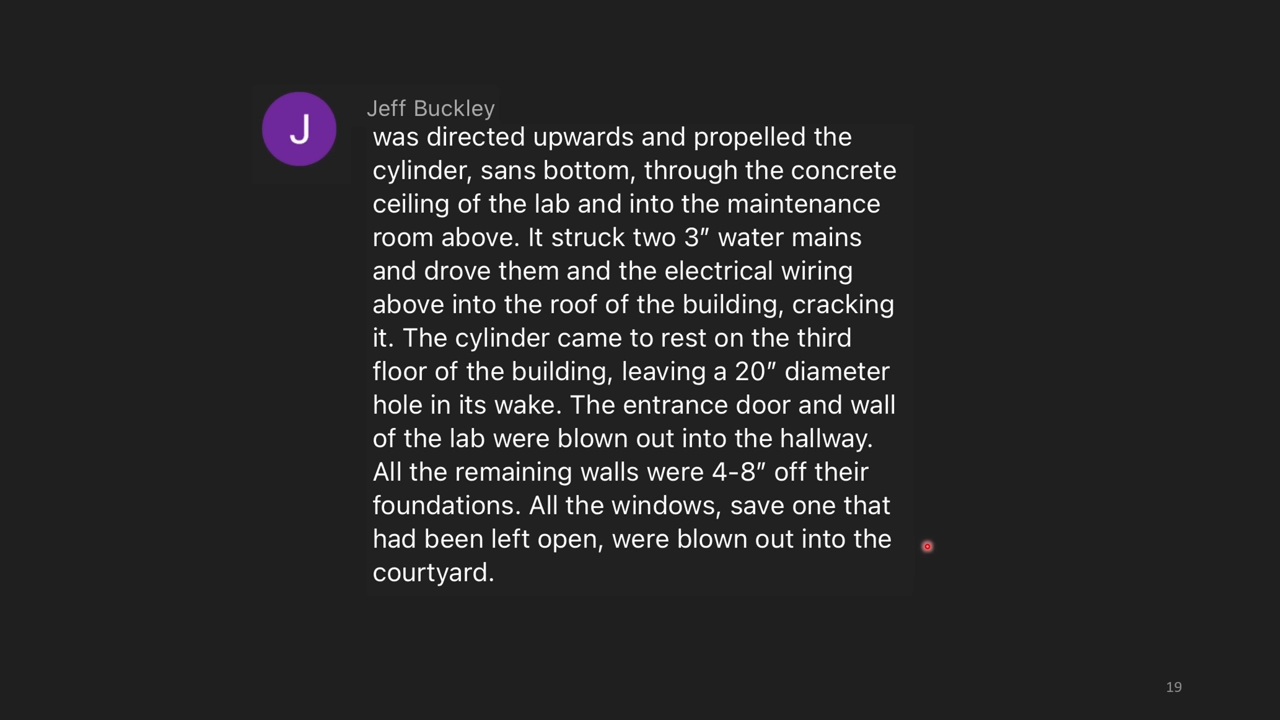 J
Jeff Buckley
was directed upwards and propelled the
cylinder, sans bottom, through the concrete
ceiling of the lab and into the maintenance
room above. It struck two 3″ water mains
and drove them and the electrical wiring
above into the roof of the building, cracking
it. The cylinder came to rest on the third
floor of the building, leaving a 20″ diameter
hole in its wake. The entrance door and wall
of the lab were blown out into the hallway.
All the remaining walls were 4-8″ off their
foundations. All the windows, save one that
had been left open, were blown out into the
courtyard.
19